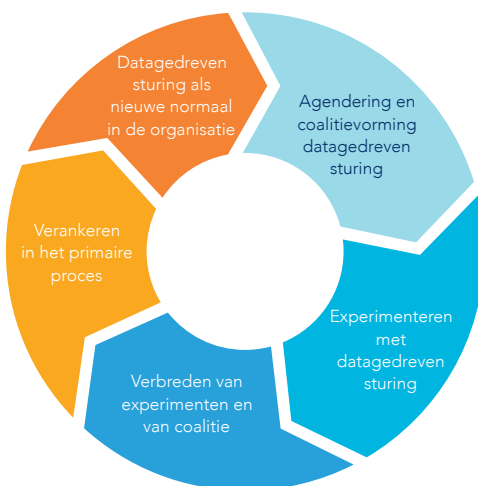 Datagedreven
sturing als
nieuwe normaal
in de organisatie
Agendering en
coalitievorming
datagedreven
sturing
Experimenteren
met
datagedreven
sturing
Verbreden van
experimenten en
van coalitie
Verankeren
in het primaire
proces